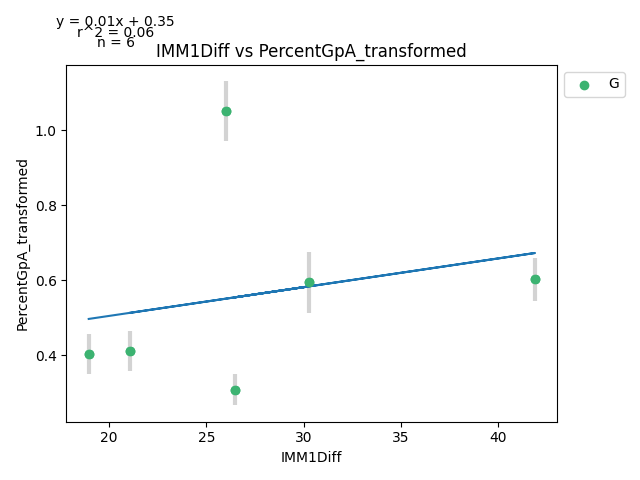 y = 0.01x + 0.35
r^2 = 0.06
n = 6
IMM1Diff vs PercentGpA_transformed
G
PercentGpA_transformed
1.0
0.8
0.6
0.4
20 25 30 35 40
IMM1Diff